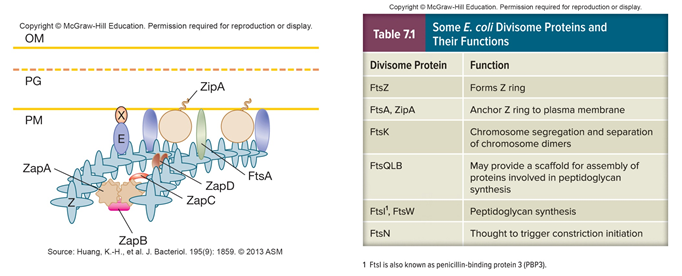 Copyright © McGraw-Hill Education. Permission required for reproduction or display.
OM
PG
ZipA
PM
X
E
ZapA
FtsA
ZapD
ZapC
Z
ZapB
Source: Huang, K.-H., et al. J. Bacteriol. 195(9): 1859. © 2013 ASM
Copyright © McGraw-Hill Education. Permission required for reproduction or display.
Table 7.1
Some E. coli Divisome Proteins and
Their Functions
Divisome Protein Function
FtsZ Forms Z ring
FtsA, ZipA Anchor Z ring to plasma membrane
FtsK Chromosome segregation and separation
of chromosome dimers
FtsQLB May provide a scaffold for assembly of
proteins involved in peptidoglycan
synthesis
FtsI¹, FtsW Peptidoglycan synthesis
FtsN Thought to trigger constriction initiation
1 FtsI is also known as penicillin-binding protein 3 (PBP3).